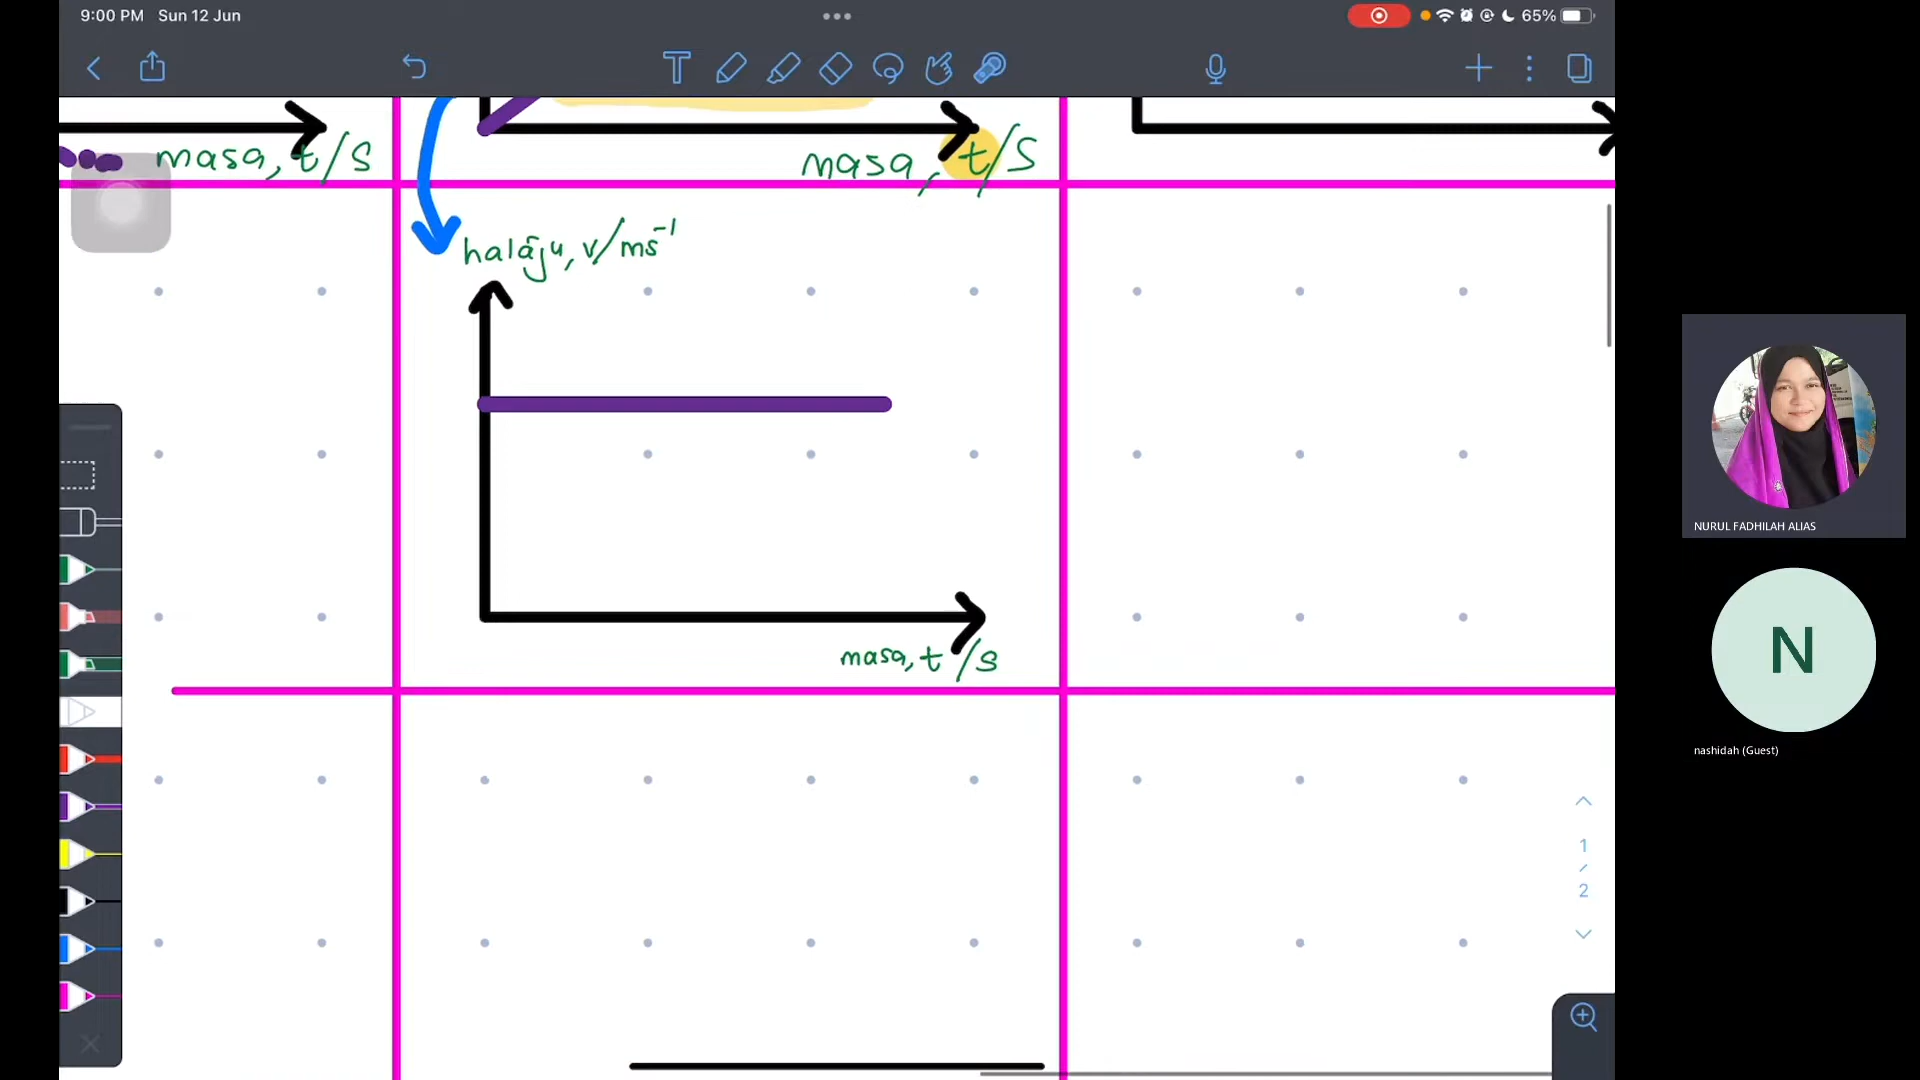 9:00 PM Sun 12 Jun
65%
masa, t/s
masa, t/s
halaju, v/ms⁻¹
masa, t/s
NURUL FADHILAH ALIAS
N
nashidah (Guest)
1
/
2